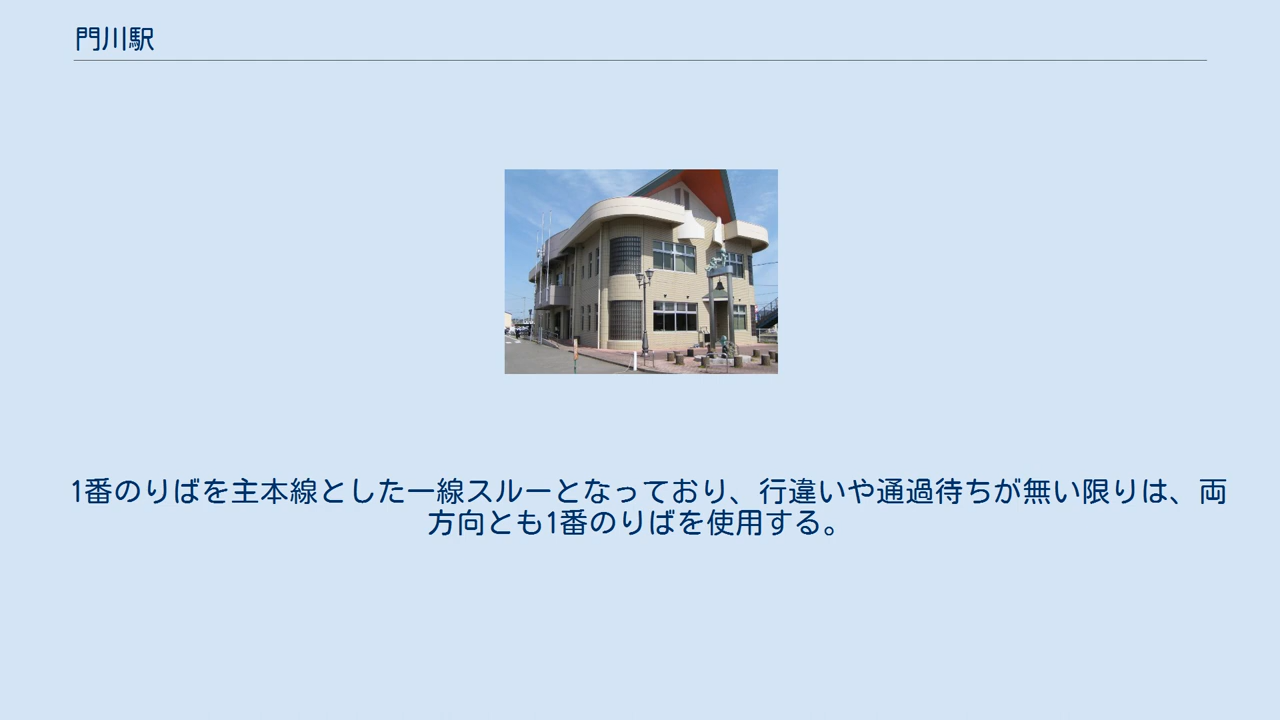 門川駅
1番のりばを主本線とした一線スルーとなっており、行違いや通過待ちが無い限りは、両
方向とも1番のりばを使用する。